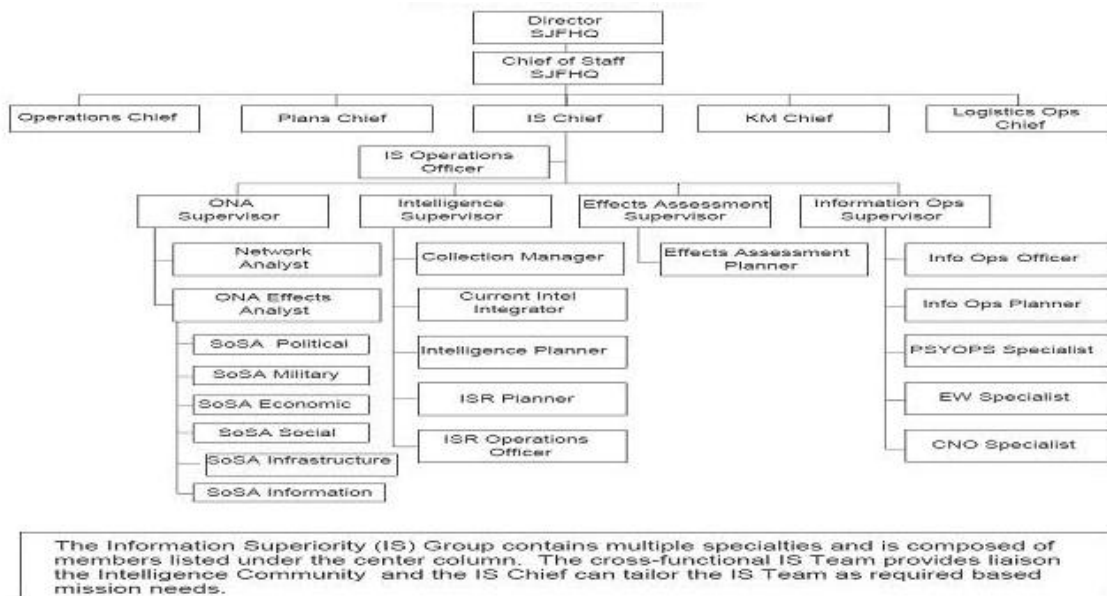 Director
SJFHQ
Chief of Staff
SJFHQ
Operations Chief
Plans Chief
IS Chief
KM Chief
Logistics Ops
Chief
IS Operations
Officer
ONA
Supervisor
Intelligence
Supervisor
Effects Assessment
Supervisor
Information Ops
Supervisor
Network
Analyst
ONA Effects
Analyst
SoSA Political
SoSA Military
SoSA Economic
SoSA Social
SoSA Infrastructure
SoSA Information
Collection Manager
Current Intel
Integrator
Intelligence Planner
ISR Planner
ISR Operations
Officer
Effects Assessment
Planner
Info Ops Officer
Info Ops Planner
PSYOPS Specialist
EW Specialist
CNO Specialist
The Information Superiority (IS) Group contains multiple specialties and is composed of
members listed under the center column. The cross-functional IS Team provides liaison
the Intelligence Community and the IS Chief can tailor the IS Team as required based
mission needs.